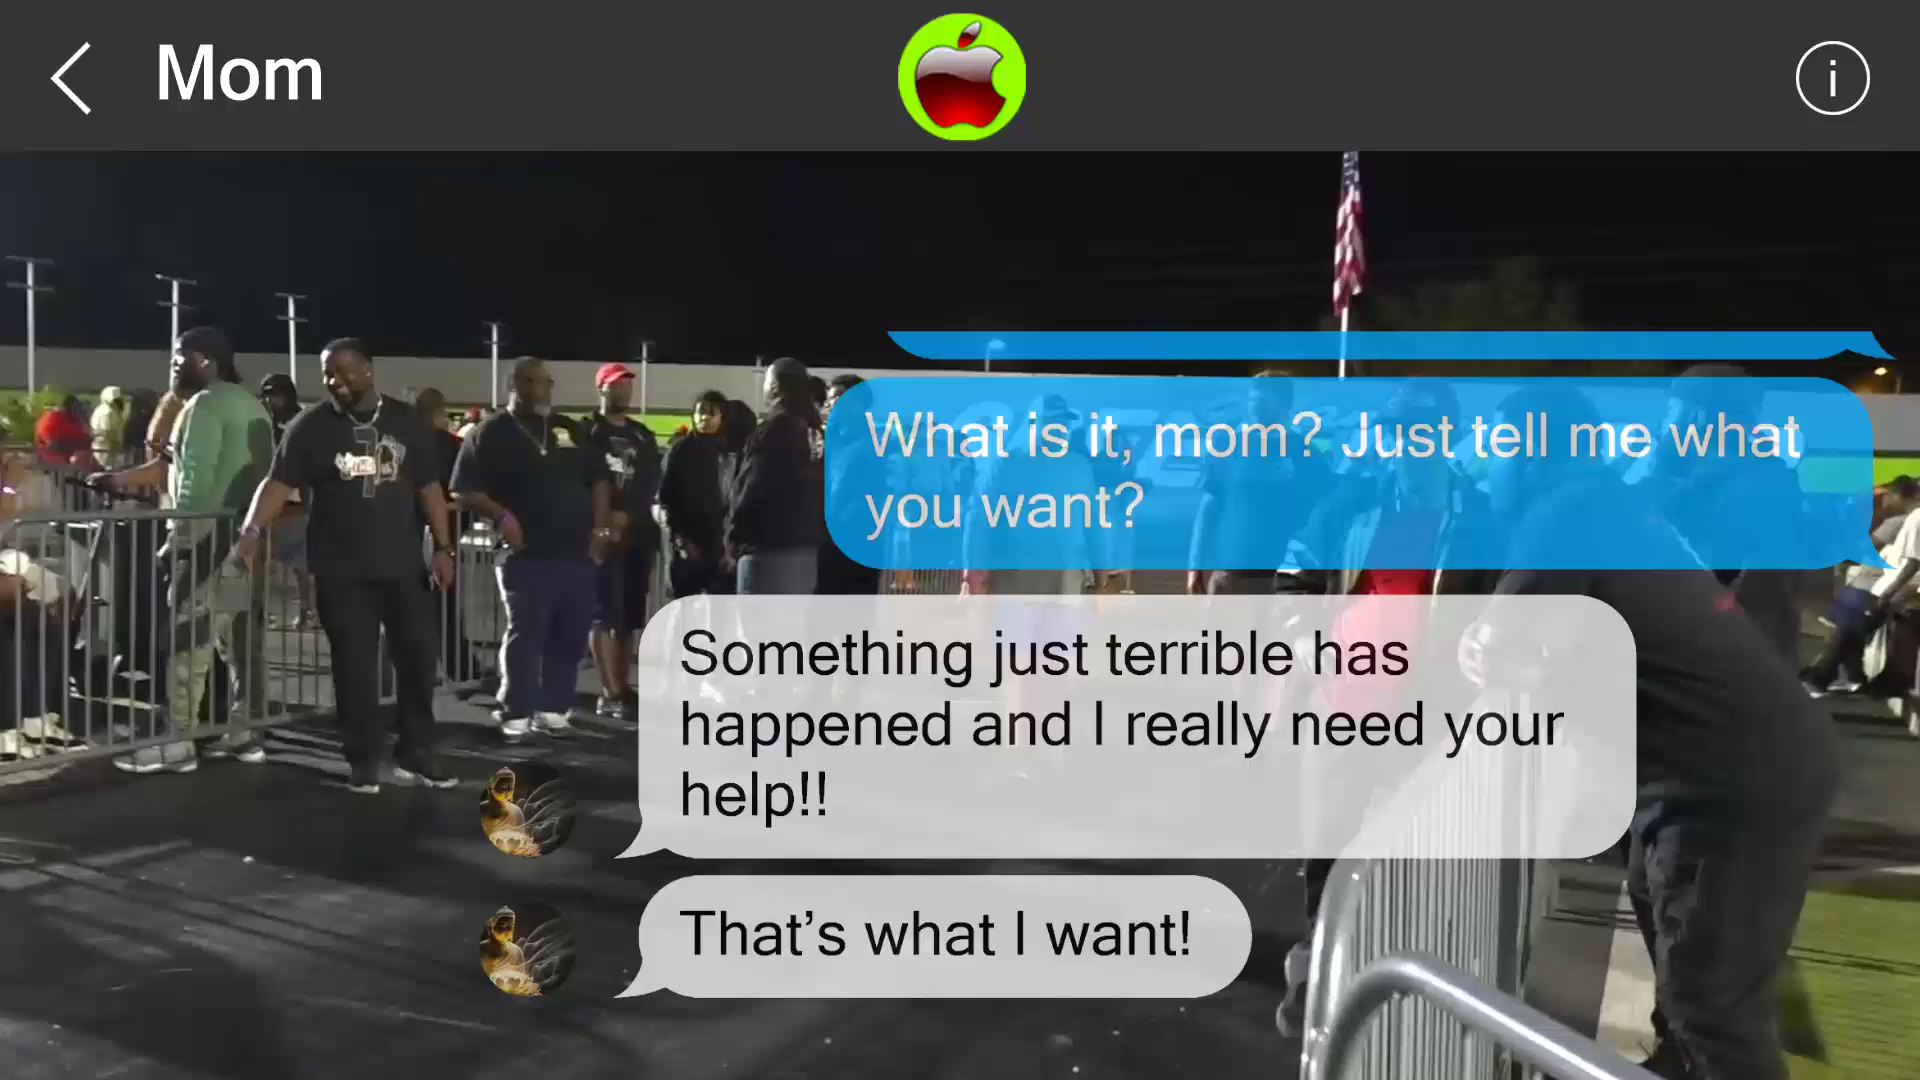 Mom
What is it, mom? Just tell me what
you want?
Something just terrible has
happened and I really need your
help!!
That’s what I want!